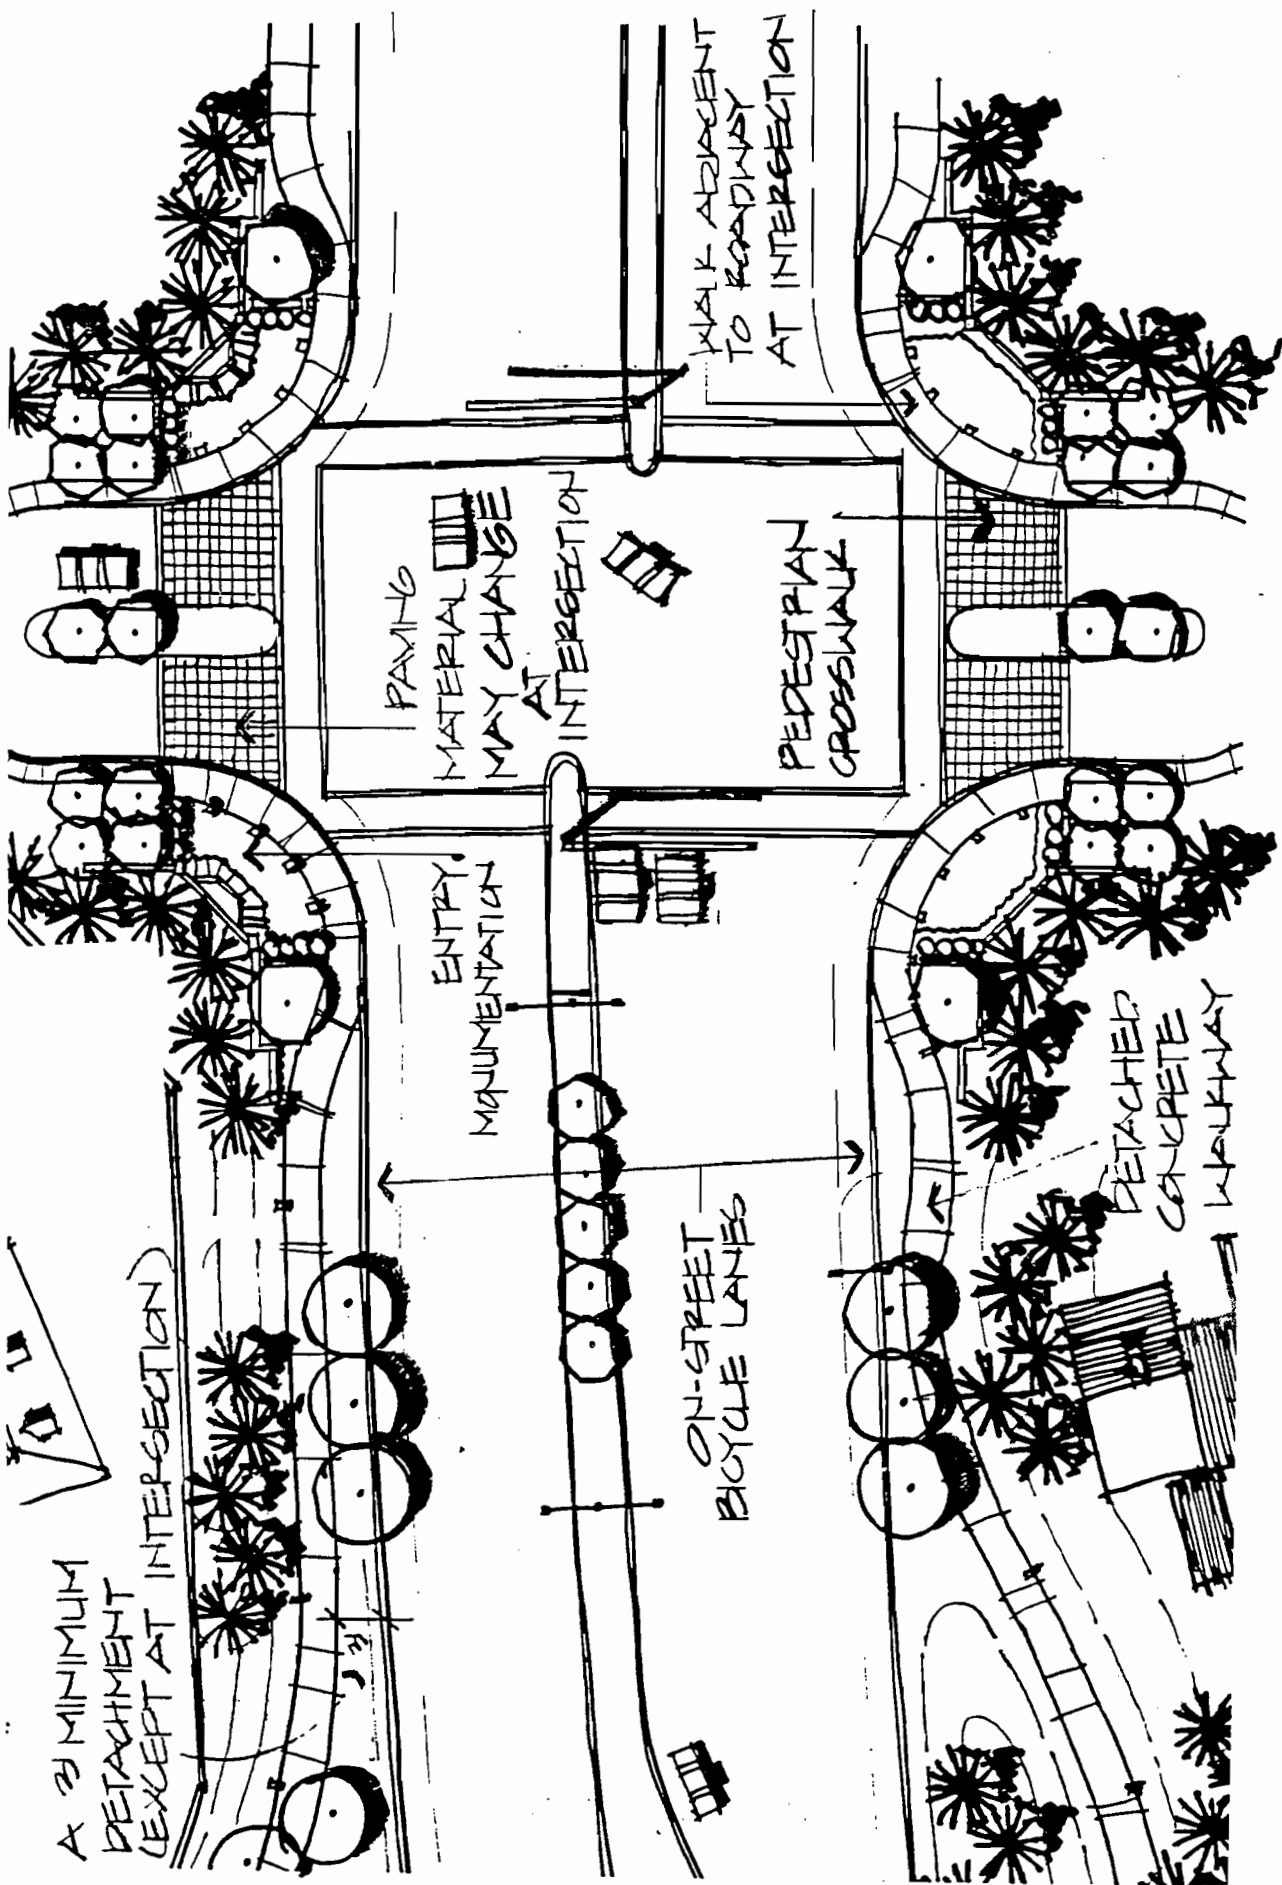 A 3' MINIMUM
DETACHMENT
(EXCEPT AT INTERSECTION)
3'
ENTRY
MONUMENTATION
PAVING
MATERIAL
MAY CHANGE
AT
INTERSECTION
WALK ADJACENT
TO ROADWAY
AT INTERSECTION
PEDESTRIAN
CROSSWALK
ON-STREET
BICYCLE LANES
DETACHED
CONCRETE
WALKWAY